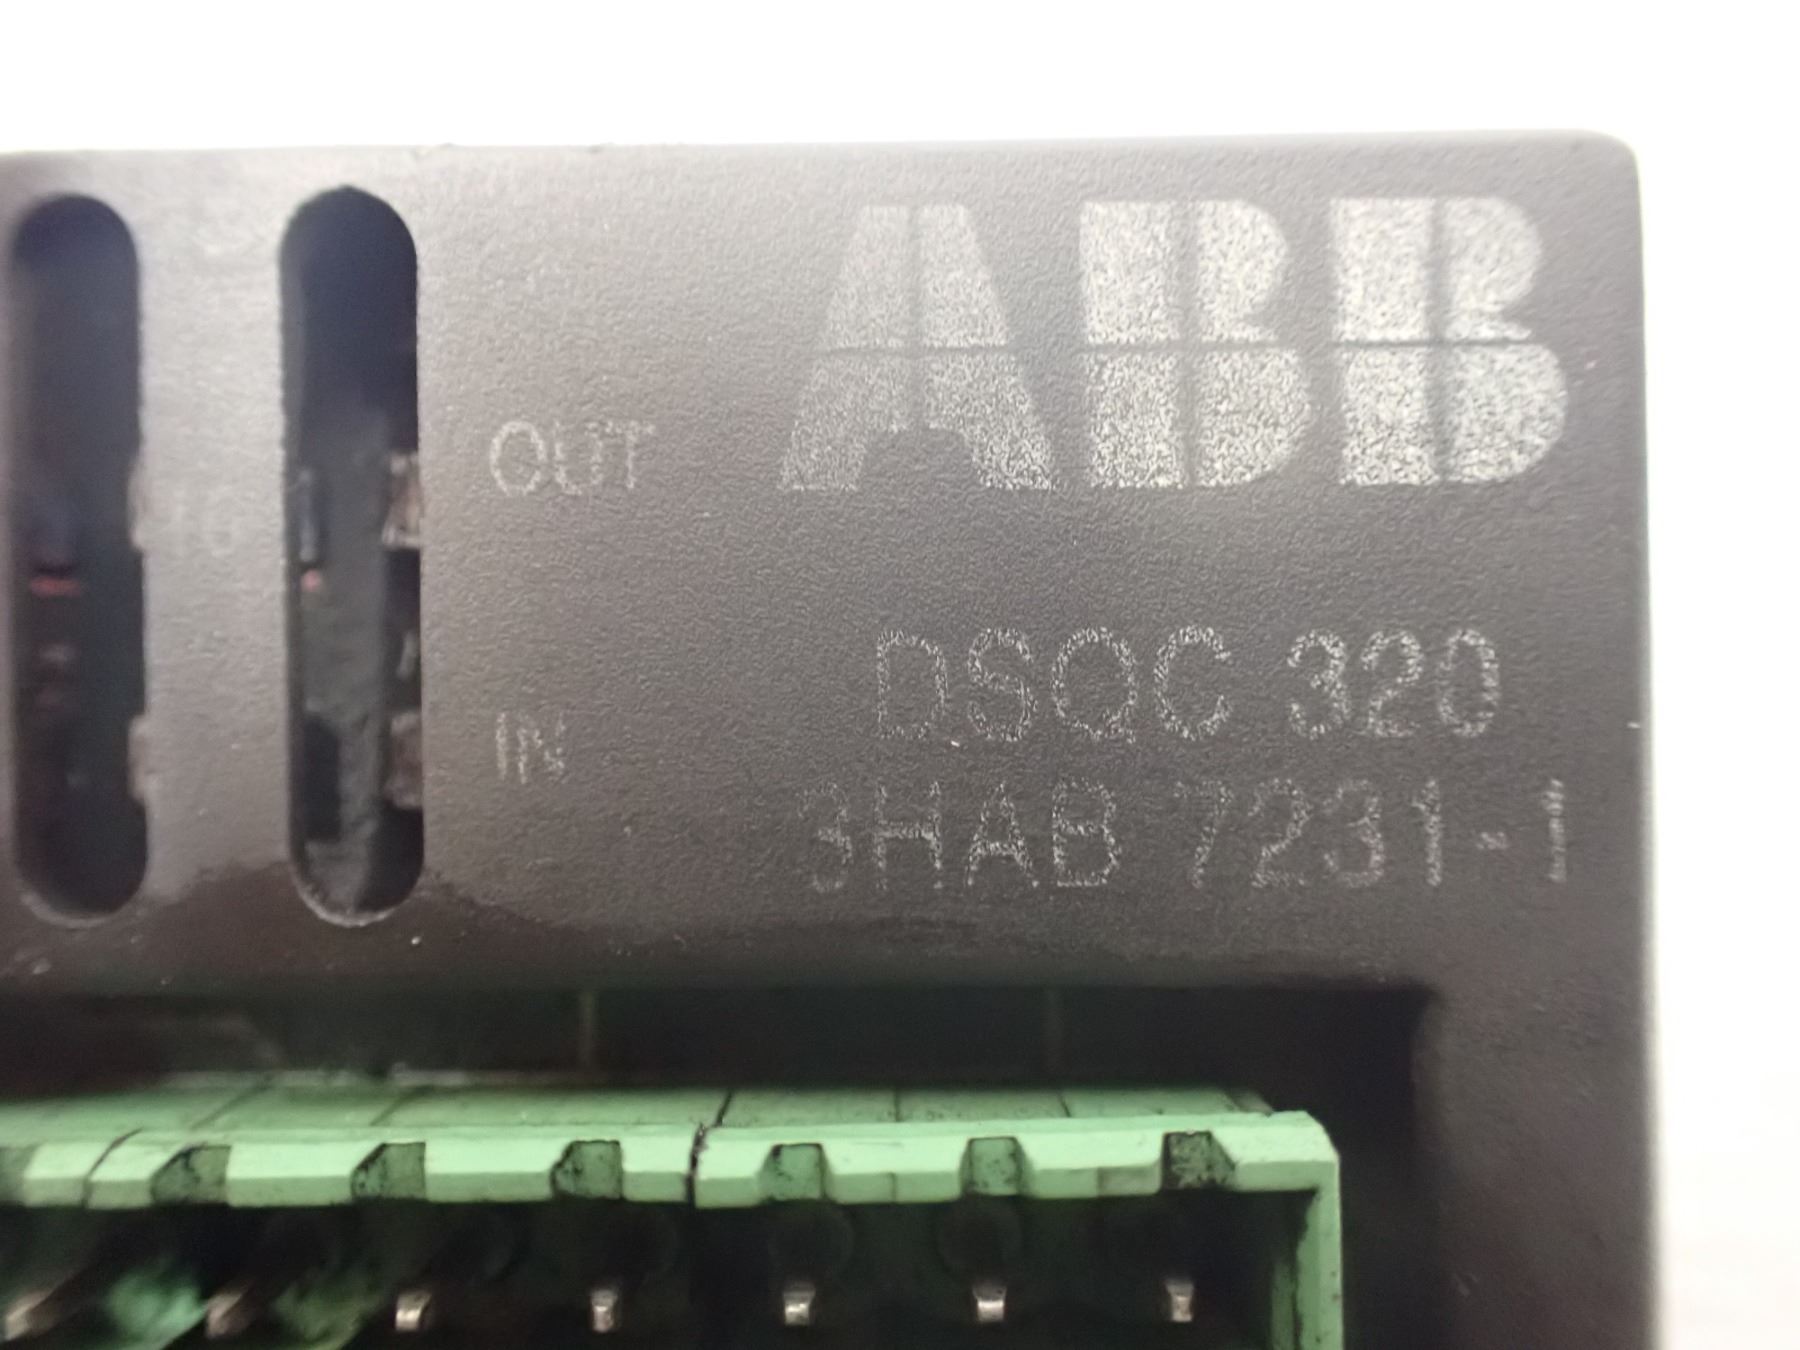 ABB
OUT
DSQC 320
IN
3HAB 7231-1